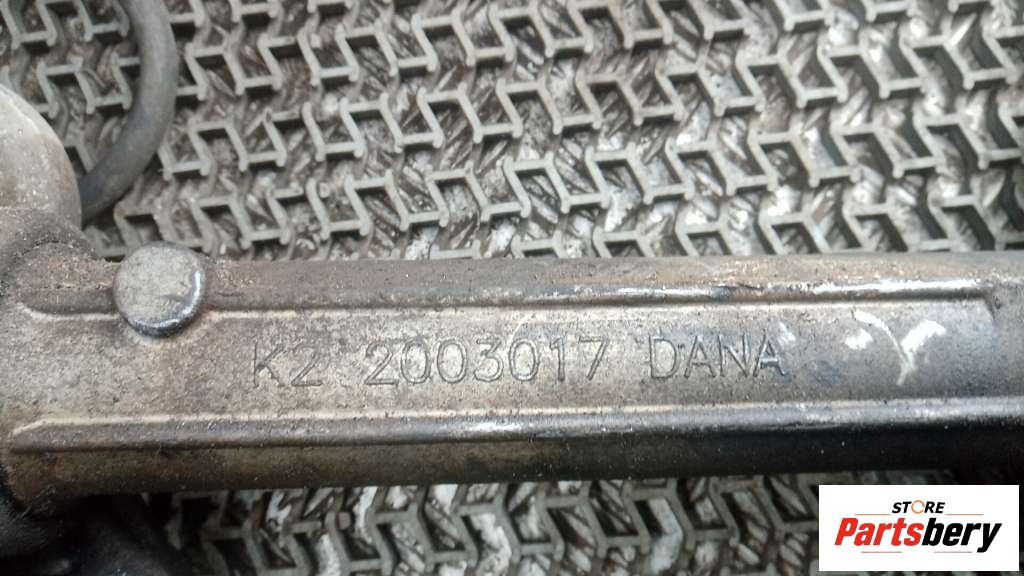 K2 2003017 DANA
STORE
Partsbery